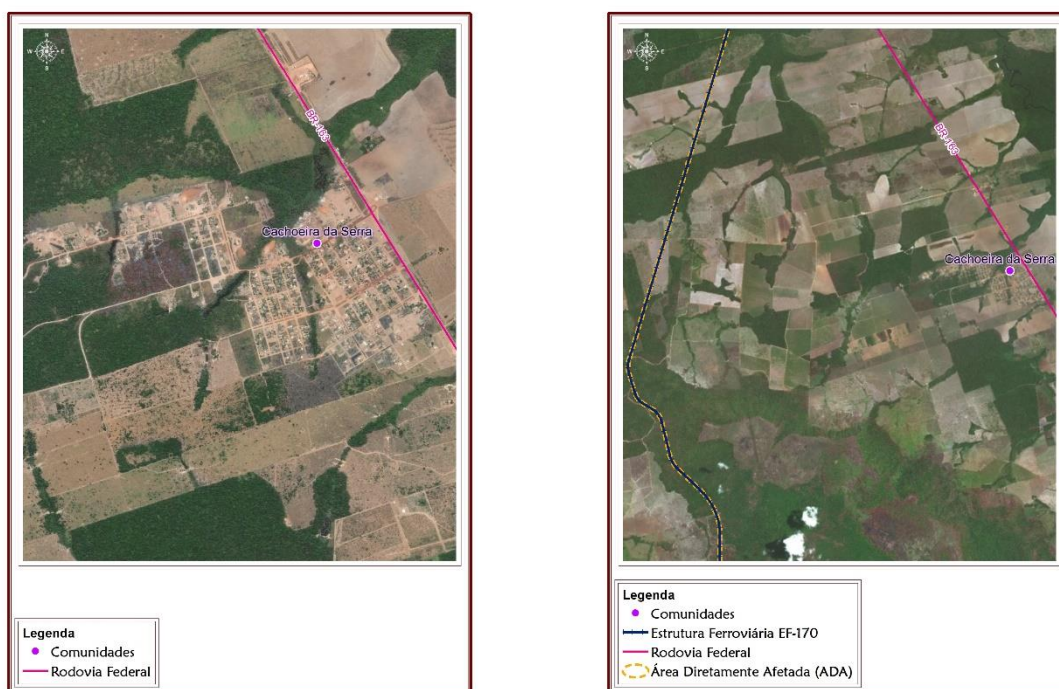 N
W
E
S
BR-163
Cachoeira da Serra
Legenda
Comunidades
Rodovia Federal
BR-163
Cachoeira da Serra
Legenda
Comunidades
Estrutura Ferroviária EF-170
Rodovia Federal
Área Diretamente Afetada (ADA)